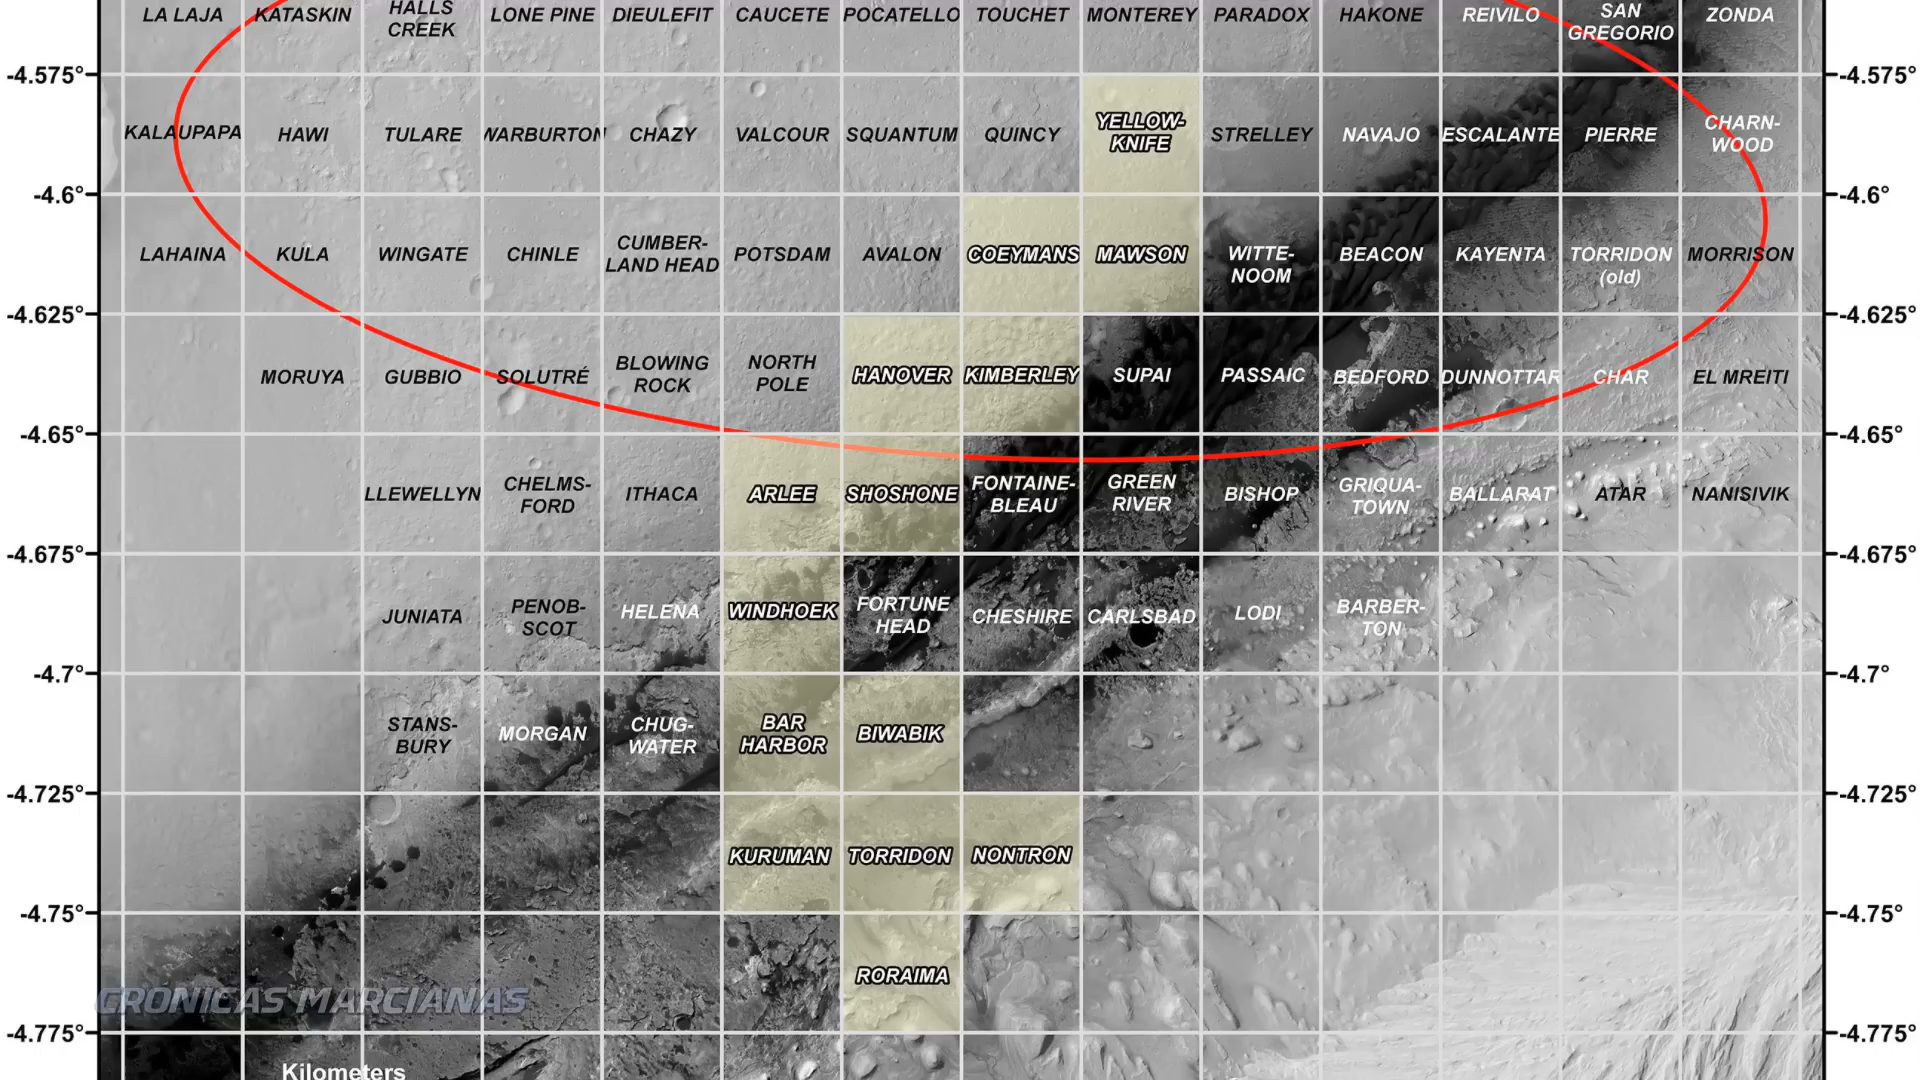 LA LAJA KATASKIN HALLS CREEK LONE PINE DIEULEFIT CAUCETE POCATELLO TOUCHET MONTEREY PARADOX HAKONE REIVILO SAN GREGORIO ZONDA
-4.575° -4.575°
KALAUPAPA HAWI TULARE WARBURTON CHAZY VALCOUR SQUANTUM QUINCY YELLOW-KNIFE STRELLEY NAVAJO ESCALANTE PIERRE CHARN-WOOD
-4.6° -4.6°
LAHAINA KULA WINGATE CHINLE CUMBER-LAND HEAD POTSDAM AVALON COEYMANS MAWSON WITTE-NOOM BEACON KAYENTA TORRIDON (old) MORRISON
-4.625° -4.625°
MORUYA GUBBIO SOLUTRÉ BLOWING ROCK NORTH POLE HANOVER KIMBERLEY SUPAI PASSAIC BEDFORD DUNNOTTAR CHAR EL MREITI
-4.65° -4.65°
LLEWELLYN CHELMS-FORD ITHACA ARLEE SHOSHONE FONTAINE-BLEAU GREEN RIVER BISHOP GRIQUA-TOWN BALLARAT ATAR NANISIVIK
-4.675° -4.675°
JUNIATA PENOB-SCOT HELENA WINDHOEK FORTUNE HEAD CHESHIRE CARLSBAD LODI BARBER-TON
-4.7° -4.7°
STANS-BURY MORGAN CHUG-WATER BAR HARBOR BIWABIK
-4.725° -4.725°
KURUMAN TORRIDON NONTRON
-4.75° -4.75°
RORAIMA
CRONICAS MARCIANAS
-4.775° -4.775°
Kilometers